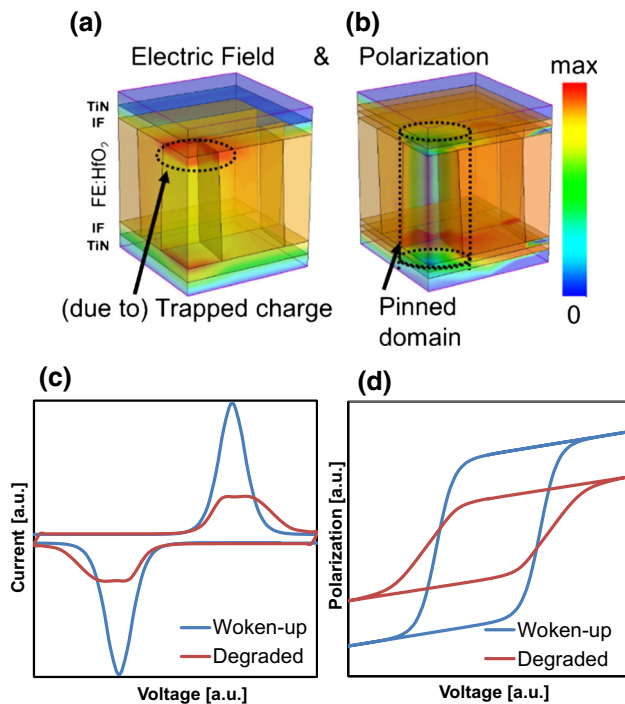 (a)
(b)
Electric Field & Polarization
max
TiN
IF
FE:HfO2
IF
TiN
0
(due to) Trapped charge
Pinned
domain
(c)
(d)
Current [a.u.]
Woken-up
Degraded
Voltage [a.u.]
Polarization [a.u.]
Woken-up
Degraded
Voltage [a.u.]